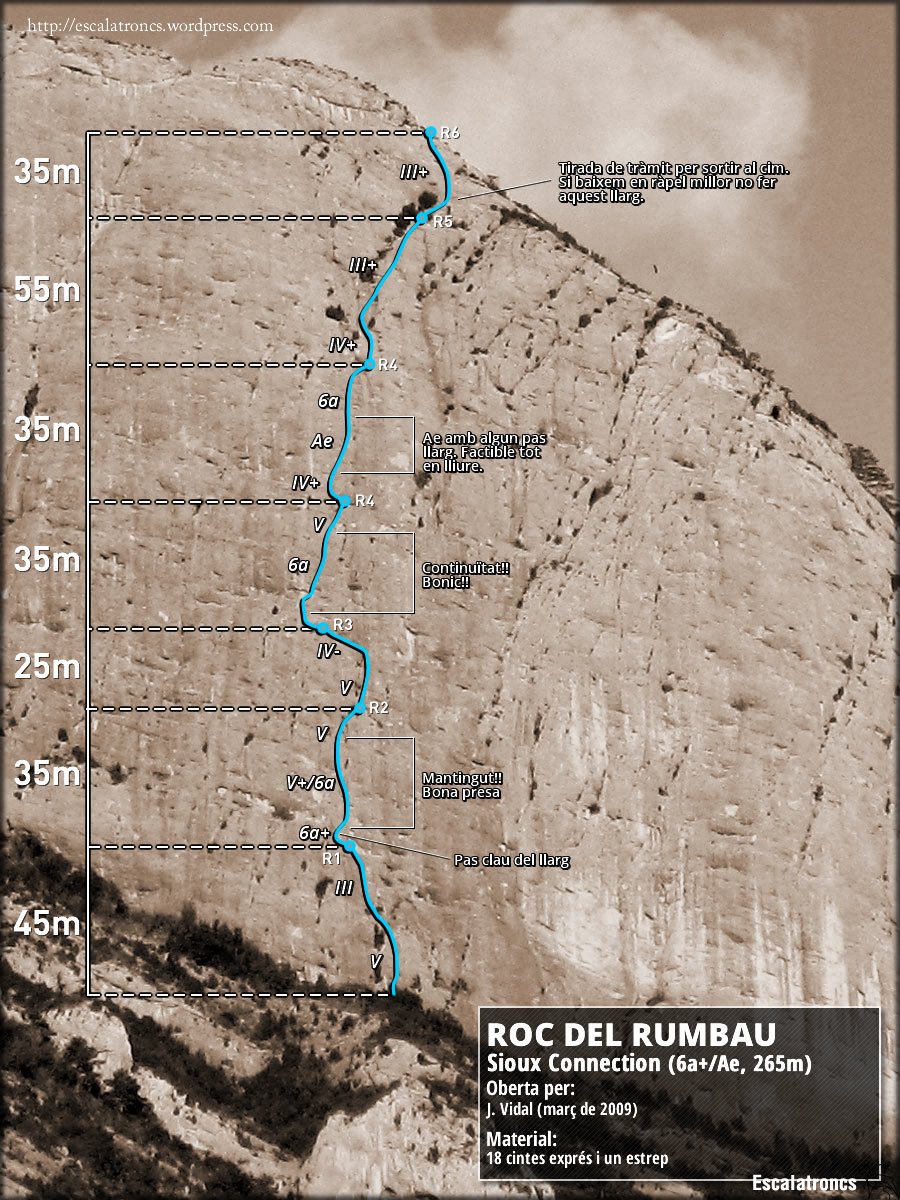 http://escalatroncs.wordpress.com
R6
35m
III+
Tirada de tràmit per sortir al cim.
Si baixem en ràpel millor no fer
aquest llarg.
R5
III+
55m
IV+
R4
6a
35m
Ae
Ae amb algun pas
llarg. Factible tot
en lliure.
IV+
R4
V
35m
6a
Continuïtat!!
Bonic!!
R3
IV-
25m
V
R2
V
35m
V+/6a
Mantingut!!
Bona presa
6a+
R1
Pas clau del llarg
III
45m
V
ROC DEL RUMBAU
Sioux Connection (6a+/Ae, 265m)
Oberta per:
J. Vidal (març de 2009)
Material:
18 cintes exprés i un estrep
Escalatroncs